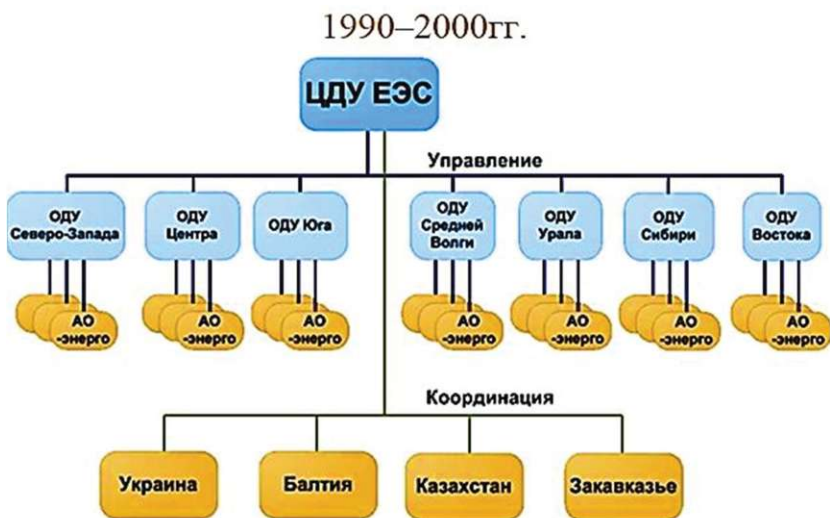 1990–2000гг.
ЦДУ ЕЭС
Управление
ОДУ
Северо-Запада
ОДУ
Центра
ОДУ Юга
ОДУ
Средней
Волги
ОДУ
Урала
ОДУ
Сибири
ОДУ
Востока
АО
-энерго
АО
-энерго
АО
-энерго
АО
-энерго
АО
-энерго
АО
-энерго
АО
-энерго
Координация
Украина
Балтия
Казахстан
Закавказье